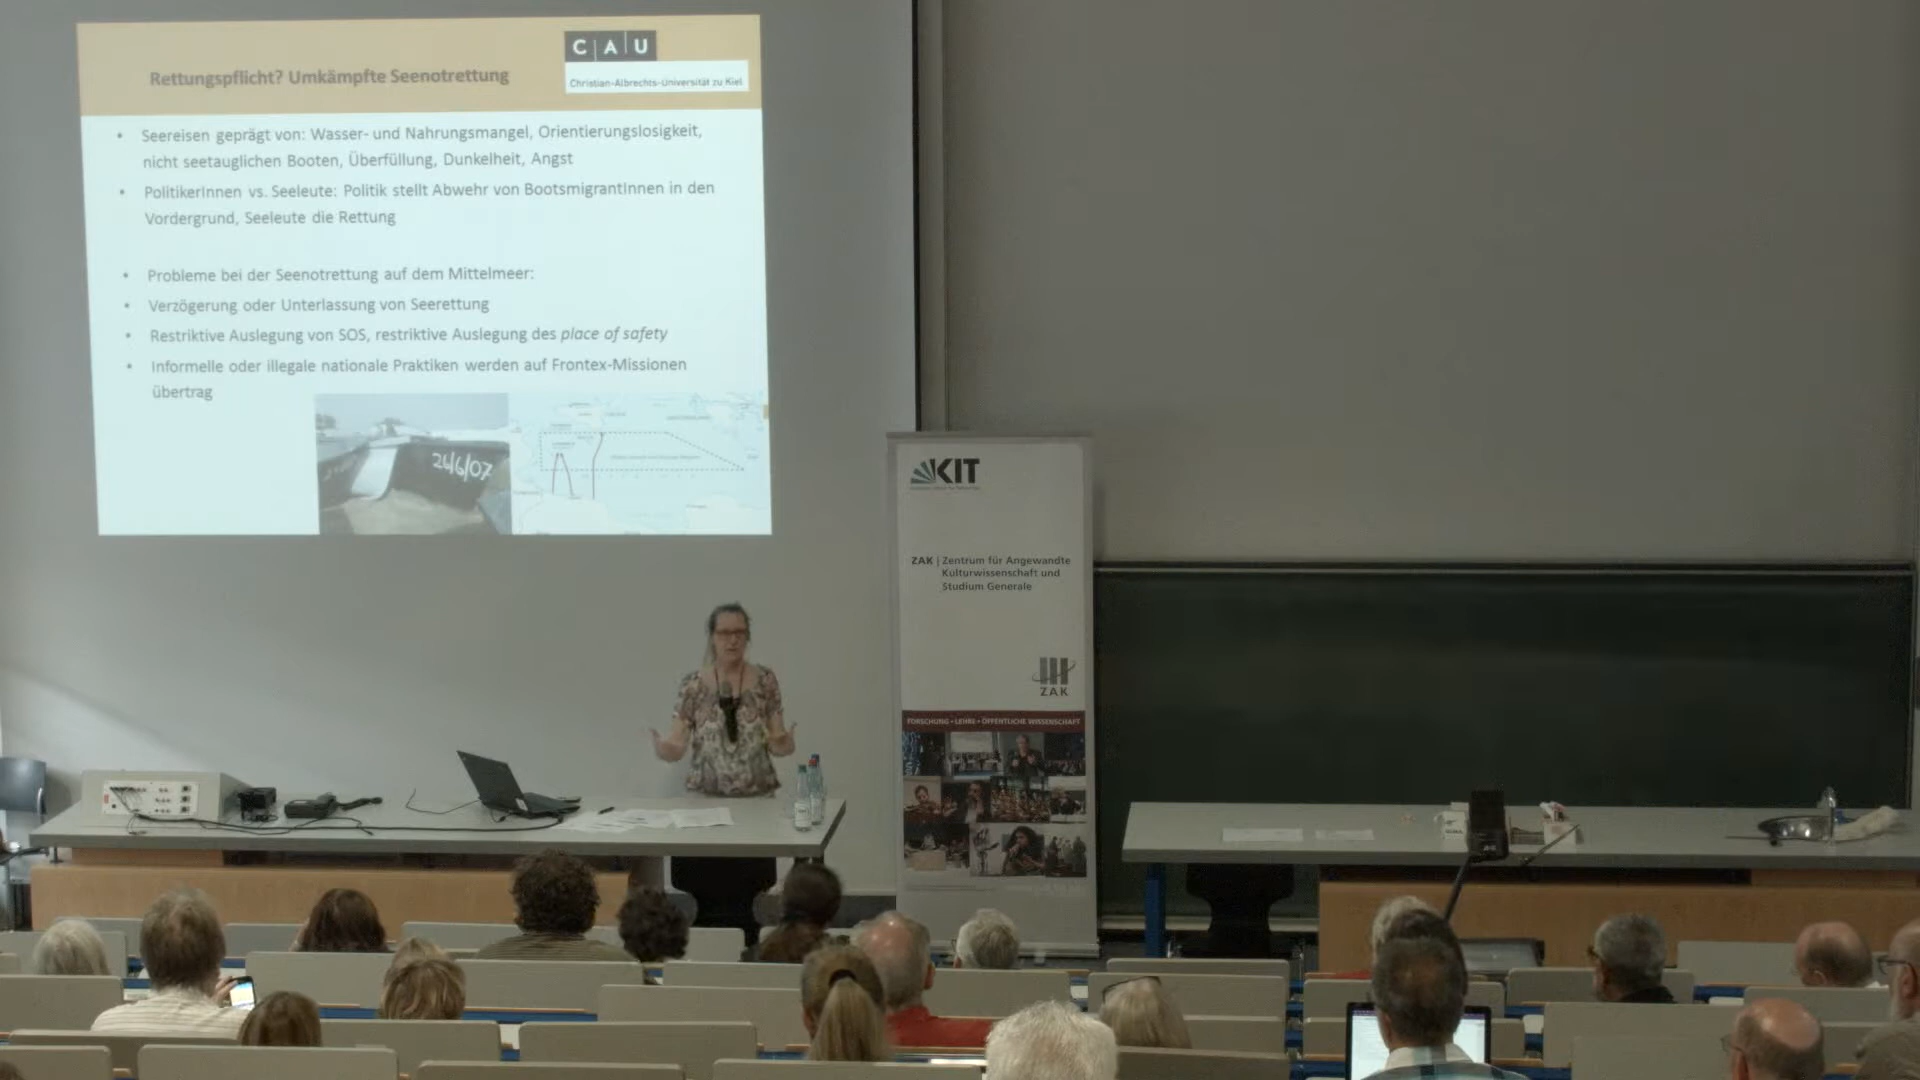 Rettungspflicht? Umkämpfte Seenotrettung
C|A|U
Christian-Albrechts-Universität zu Kiel
• Seereisen geprägt von: Wasser- und Nahrungsmangel, Orientierungslosigkeit,
nicht seetauglichen Booten, Überfüllung, Dunkelheit, Angst
• PolitikerInnen vs. Seeleute: Politik stellt Abwehr von BootsmigrantInnen in den
Vordergrund, Seeleute die Rettung
• Probleme bei der Seenotrettung auf dem Mittelmeer:
• Verzögerung oder Unterlassung von Seerettung
• Restriktive Auslegung von SOS, restriktive Auslegung des place of safety
• Informelle oder illegale nationale Praktiken werden auf Frontex-Missionen
übertrag
24/6/07
KIT
ZAK | Zentrum für Angewandte
Kulturwissenschaft und
Studium Generale
ZAK
FORSCHUNG • LEHRE • ÖFFENTLICHE WISSENSCHAFT